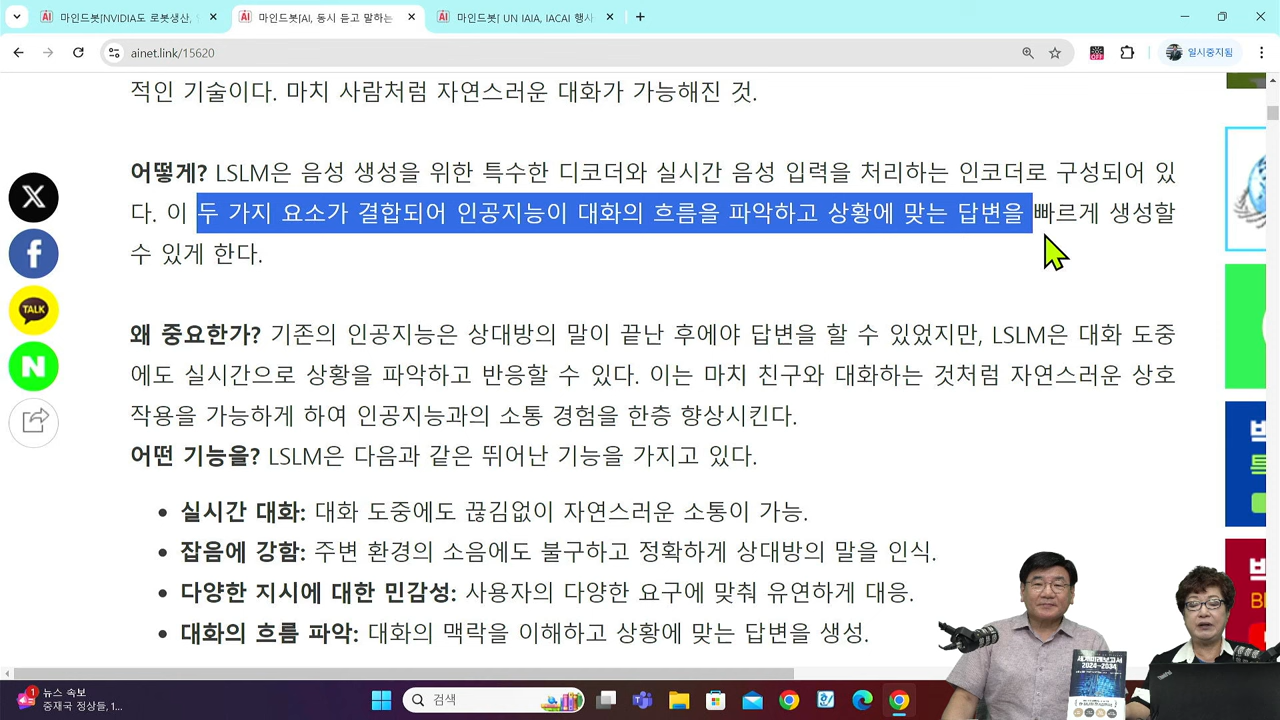 마인드봇[NVIDIA도 로봇생산,
마인드봇[AI, 동시 듣고 말하는
마인드봇[ UN IAIA, IACAI 행사
ainet.link/15620
OFF
일시중지됨
적인 기술이다. 마치 사람처럼 자연스러운 대화가 가능해진 것.
어떻게? LSLM은 음성 생성을 위한 특수한 디코더와 실시간 음성 입력을 처리하는 인코더로 구성되어 있
다. 이 두 가지 요소가 결합되어 인공지능이 대화의 흐름을 파악하고 상황에 맞는 답변을 빠르게 생성할
수 있게 한다.
왜 중요한가? 기존의 인공지능은 상대방의 말이 끝난 후에야 답변을 할 수 있었지만, LSLM은 대화 도중
에도 실시간으로 상황을 파악하고 반응할 수 있다. 이는 마치 친구와 대화하는 것처럼 자연스러운 상호
작용을 가능하게 하여 인공지능과의 소통 경험을 한층 향상시킨다.
어떤 기능을? LSLM은 다음과 같은 뛰어난 기능을 가지고 있다.
• 실시간 대화: 대화 도중에도 끊김없이 자연스러운 소통이 가능.
• 잡음에 강함: 주변 환경의 소음에도 불구하고 정확하게 상대방의 말을 인식.
• 다양한 지시에 대한 민감성: 사용자의 다양한 요구에 맞춰 유연하게 대응.
• 대화의 흐름 파악: 대화의 맥락을 이해하고 상황에 맞는 답변을 생성.
TALK
N
세계미래보고서
2024-2034
ThinkPad
1
뉴스 속보
중재국 정상들, 1...
검색